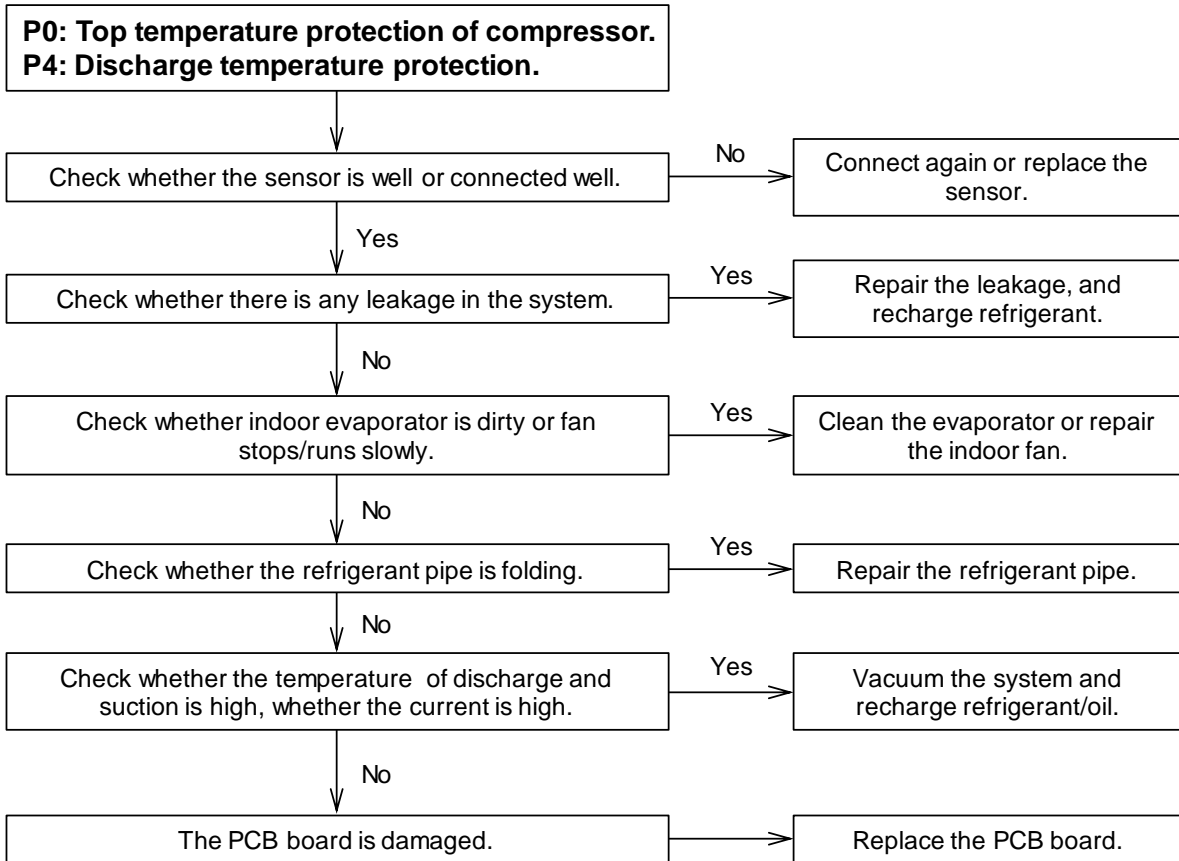 P0: Top temperature protection of compressor.
P4: Discharge temperature protection.
Check whether the sensor is well or connected well.
No
Connect again or replace the
sensor.
Yes
Check whether there is any leakage in the system.
Yes
Repair the leakage, and
recharge refrigerant.
No
Check whether indoor evaporator is dirty or fan
stops/runs slowly.
Yes
Clean the evaporator or repair
the indoor fan.
No
Check whether the refrigerant pipe is folding.
Yes
Repair the refrigerant pipe.
No
Check whether the temperature of discharge and
suction is high, whether the current is high.
Yes
Vacuum the system and
recharge refrigerant/oil.
No
The PCB board is damaged.
Replace the PCB board.